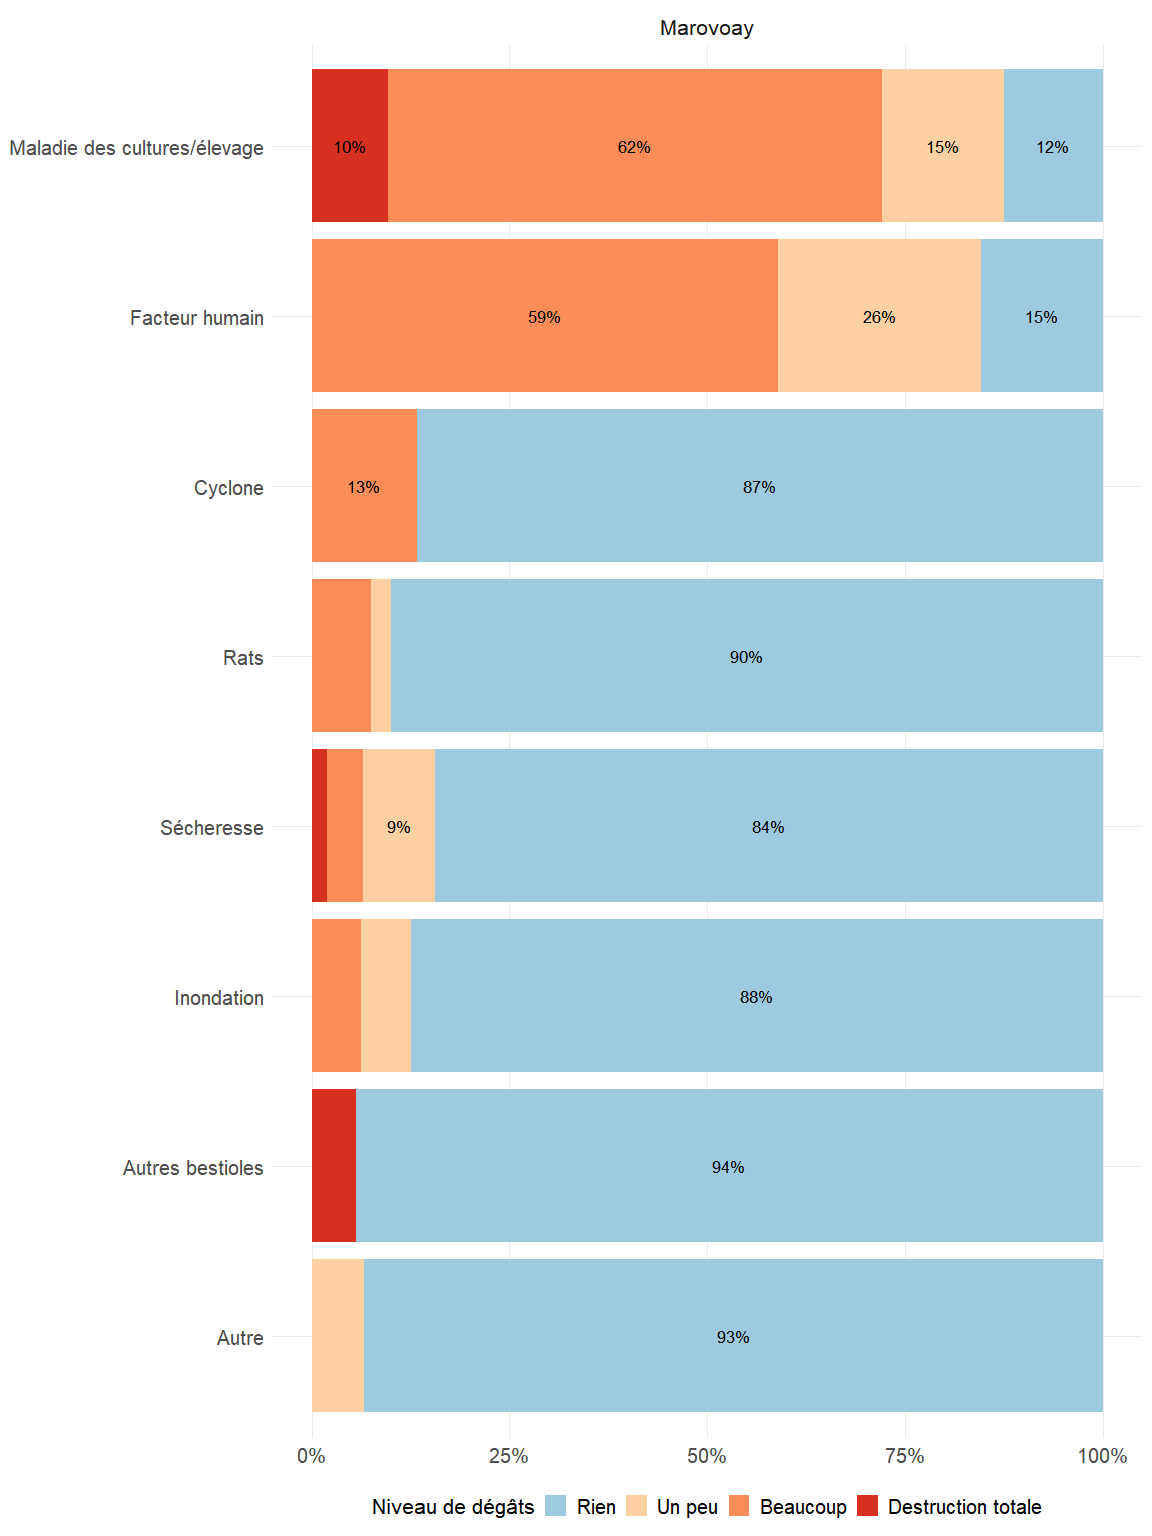 Marovoay
Maladie des cultures/élevage
10%
62%
15%
12%
Facteur humain
59%
26%
15%
Cyclone
13%
87%
Rats
90%
Sécheresse
9%
84%
Inondation
88%
Autres bestioles
94%
Autre
93%
0%
25%
50%
75%
100%
Niveau de dégâts
Rien
Un peu
Beaucoup
Destruction totale